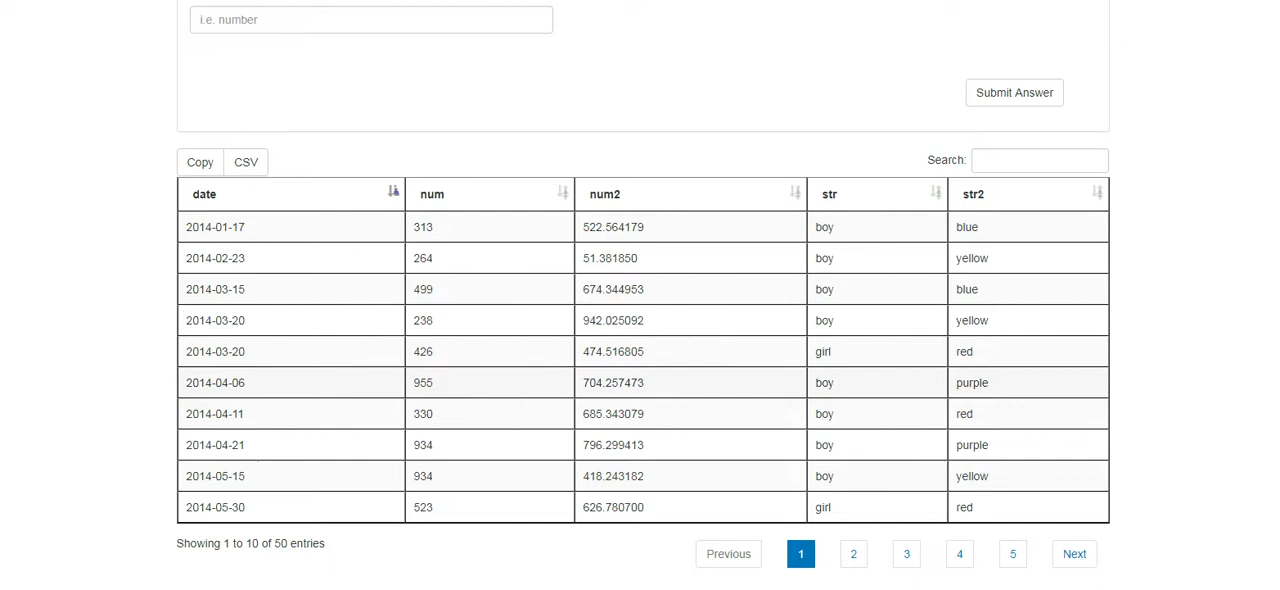 i.e. number
Submit Answer
Copy CSV Search:
date num num2 str str2
2014-01-17 313 522.564179 boy blue
2014-02-23 264 51.381850 boy yellow
2014-03-15 499 674.344953 boy blue
2014-03-20 238 942.025092 boy yellow
2014-03-20 426 474.516805 girl red
2014-04-06 955 704.257473 boy purple
2014-04-11 330 685.343079 boy red
2014-04-21 934 796.299413 boy purple
2014-05-15 934 418.243182 boy yellow
2014-05-30 523 626.780700 girl red
Showing 1 to 10 of 50 entries
Previous 1 2 3 4 5 Next